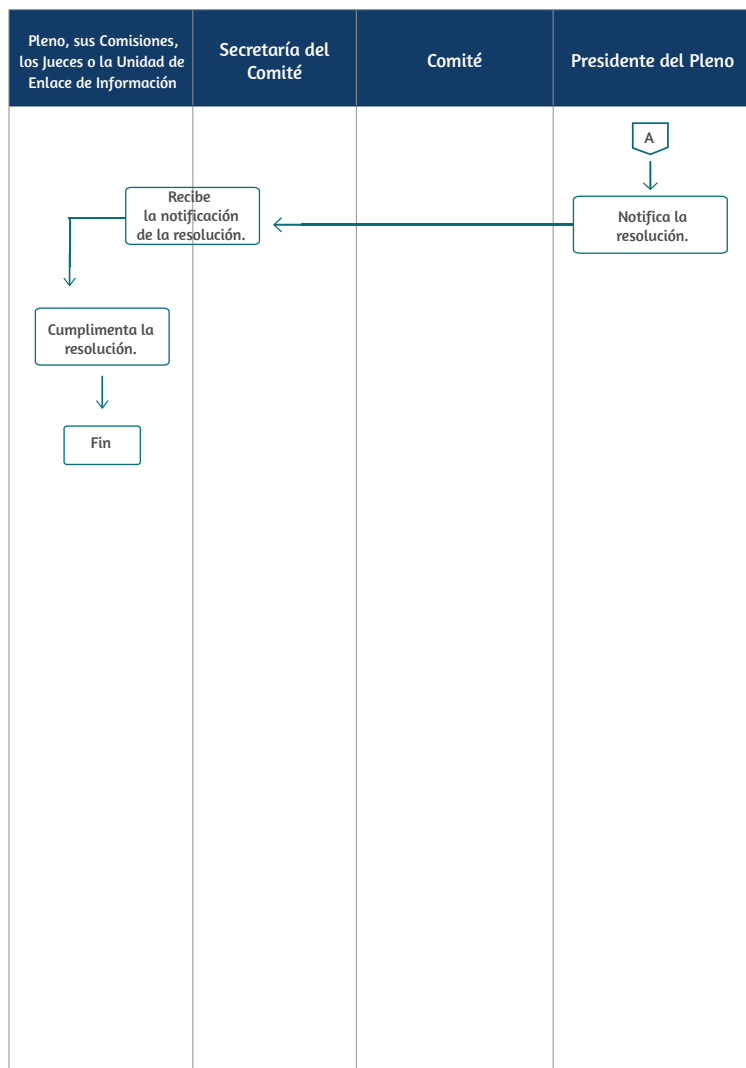 Pleno, sus Comisiones,
los Jueces o la Unidad de
Enlace de Información
Secretaría del
Comité
Comité
Presidente del Pleno
A
Notifica la
resolución.
Recibe
la notificación
de la resolución.
Cumplimenta la
resolución.
Fin